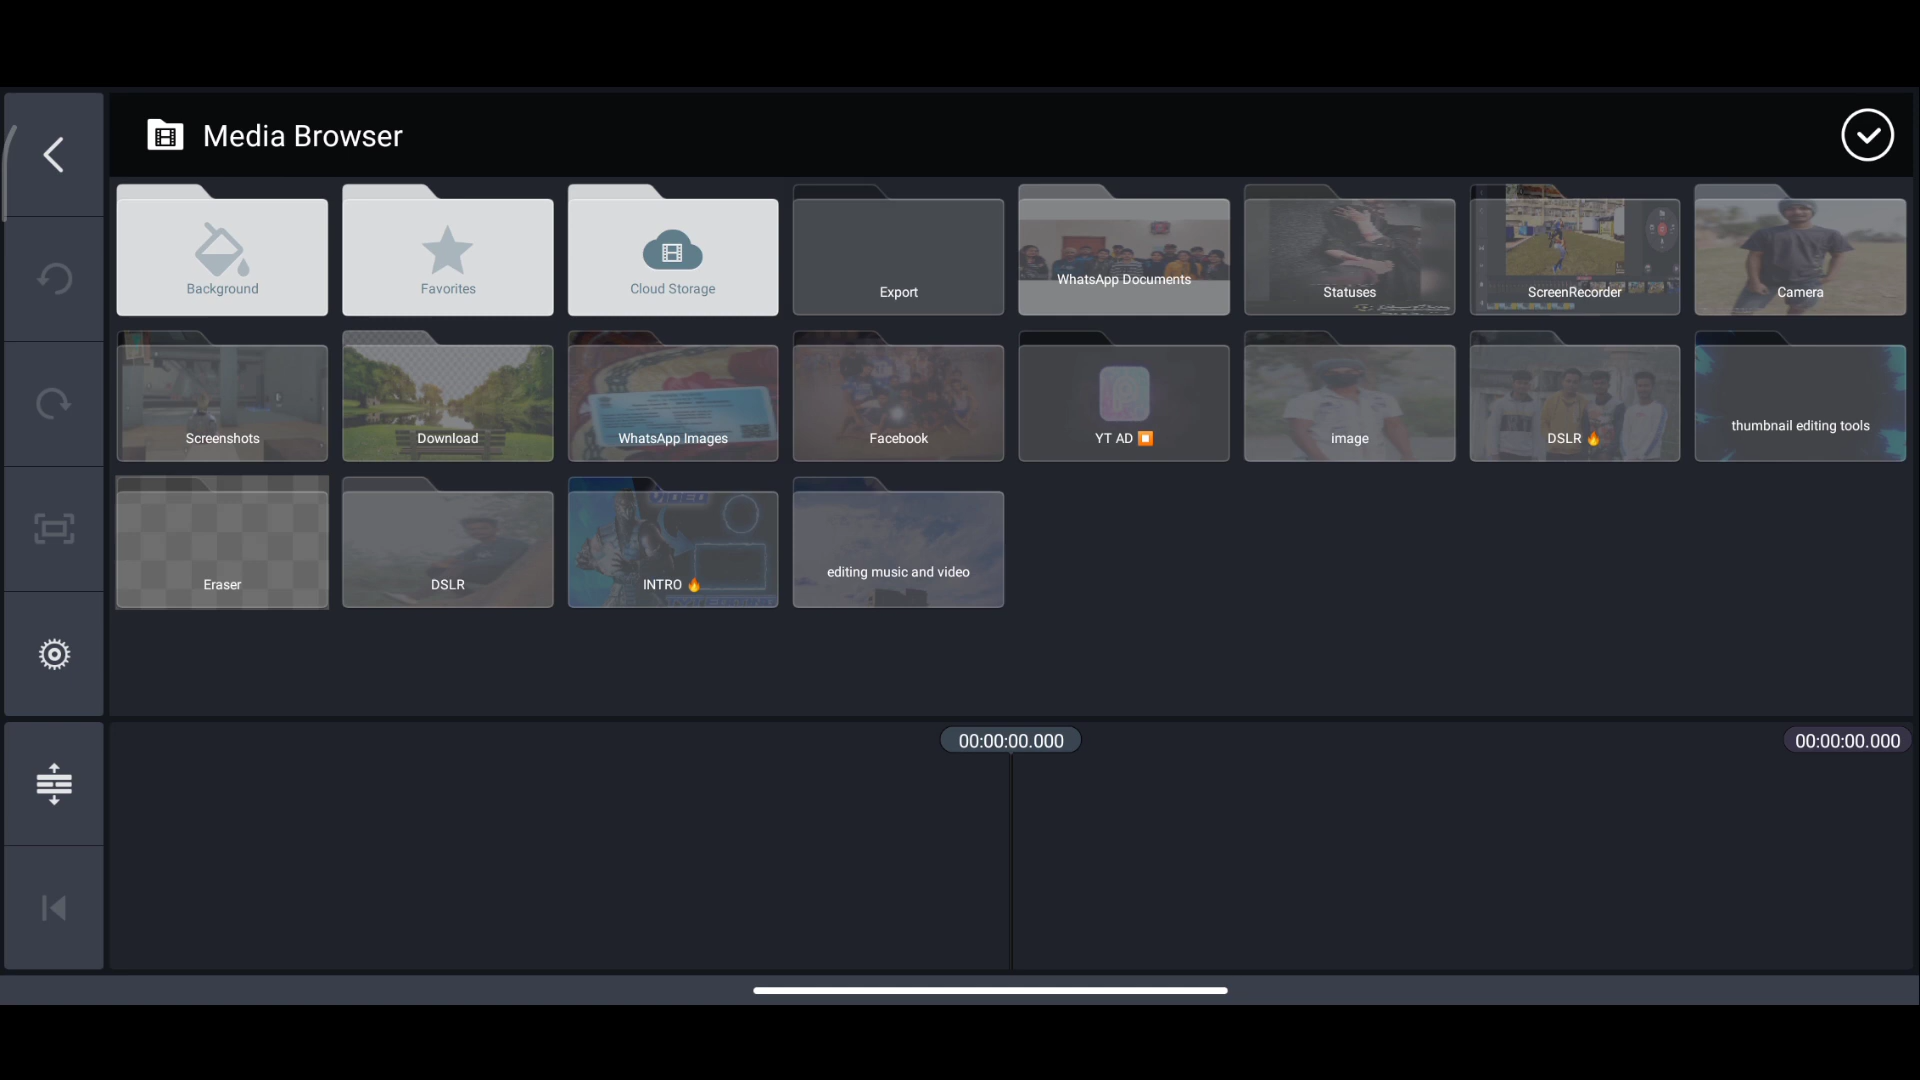 Media Browser
Background
Favorites
Cloud Storage
Export
WhatsApp Documents
Statuses
ScreenRecorder
Camera
Screenshots
Download
WhatsApp Images
Facebook
YT AD ⏹
image
DSLR 🔥
thumbnail editing tools
Eraser
DSLR
VIDEO
INTRO 🔥
editing music and video
00:00:00.000
00:00:00.000